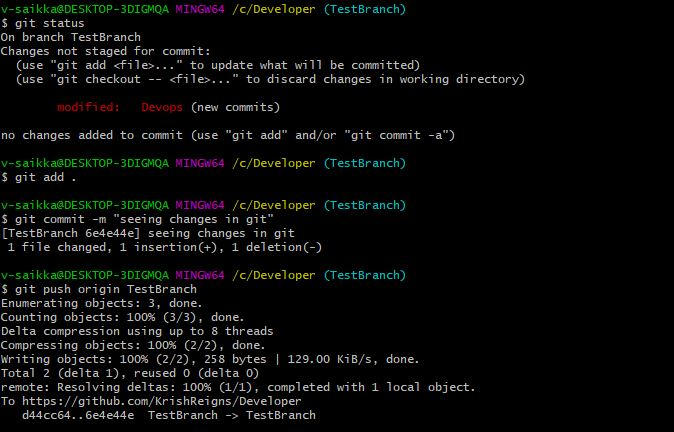 v-saikka@DESKTOP-3DIGMQA MINGW64 /c/Developer (TestBranch)
$ git status
On branch TestBranch
Changes not staged for commit:
  (use "git add <file>..." to update what will be committed)
  (use "git checkout -- <file>..." to discard changes in working directory)

        modified:   Devops (new commits)

no changes added to commit (use "git add" and/or "git commit -a")

v-saikka@DESKTOP-3DIGMQA MINGW64 /c/Developer (TestBranch)
$ git add .

v-saikka@DESKTOP-3DIGMQA MINGW64 /c/Developer (TestBranch)
$ git commit -m "seeing changes in git"
[TestBranch 6e4e44e] seeing changes in git
 1 file changed, 1 insertion(+), 1 deletion(-)

v-saikka@DESKTOP-3DIGMQA MINGW64 /c/Developer (TestBranch)
$ git push origin TestBranch
Enumerating objects: 3, done.
Counting objects: 100% (3/3), done.
Delta compression using up to 8 threads
Compressing objects: 100% (2/2), done.
Writing objects: 100% (2/2), 258 bytes | 129.00 KiB/s, done.
Total 2 (delta 1), reused 0 (delta 0)
remote: Resolving deltas: 100% (1/1), completed with 1 local object.
To https://github.com/KrishReigns/Developer
   d44cc64..6e4e44e  TestBranch -> TestBranch